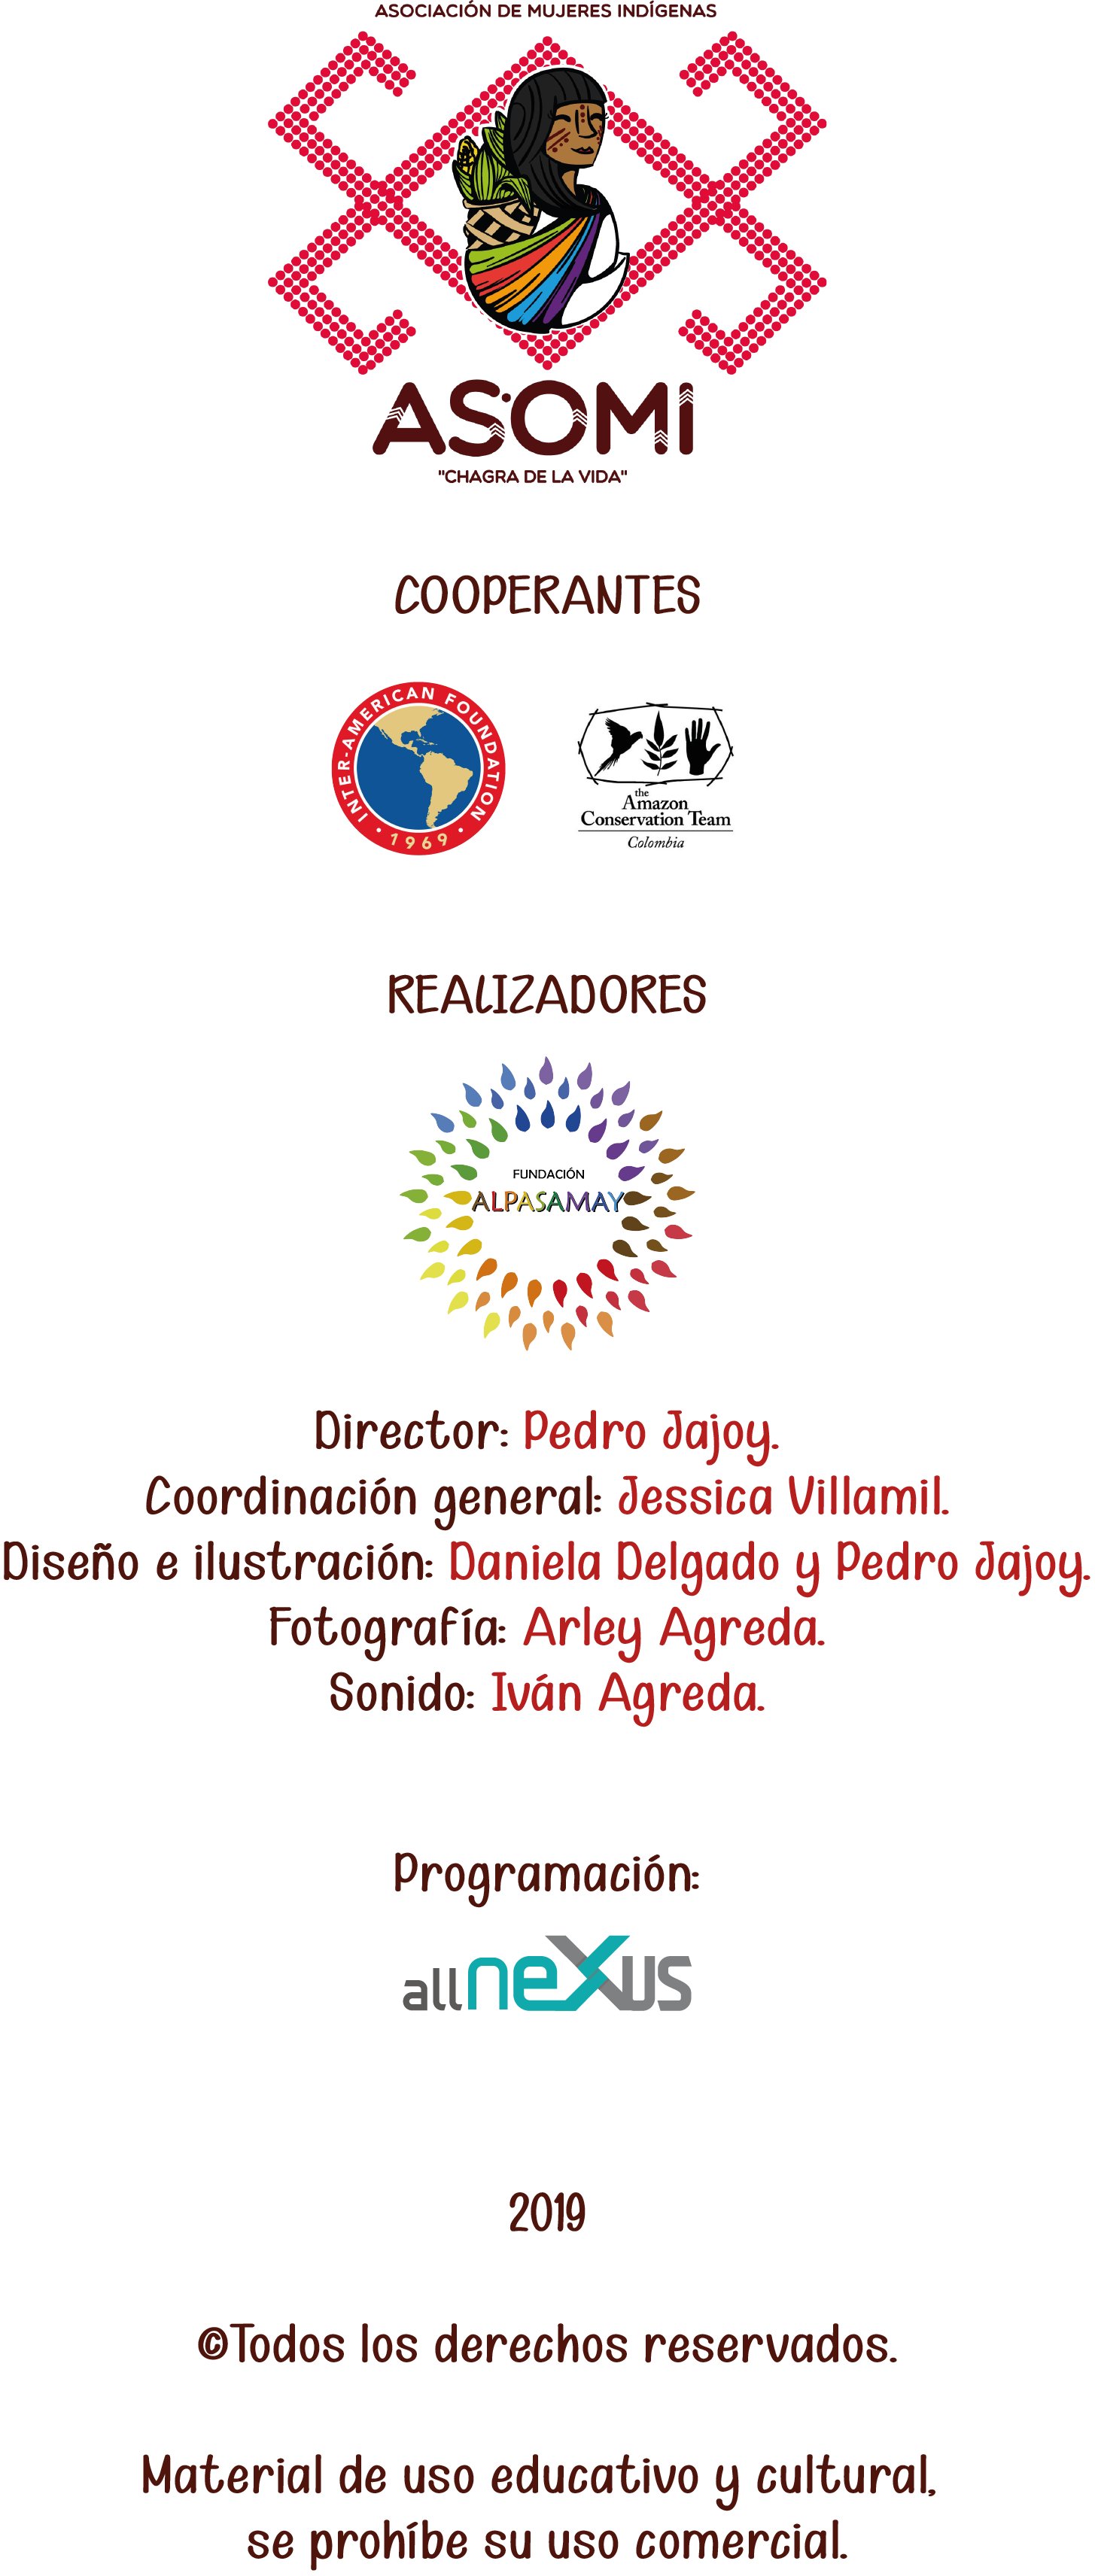 ASOCIACIÓN DE MUJERES INDÍGENAS
ASOMI
"CHAGRA DE LA VIDA"
COOPERANTES
INTER-AMERICAN FOUNDATION
• 1969 •
the
Amazon
Conservation Team
Colombia
REALIZADORES
FUNDACIÓN
ALPASAMAY
Director: Pedro Jajoy.
Coordinación general: Jessica Villamil.
Diseño e ilustración: Daniela Delgado y Pedro Jajoy.
Fotografía: Arley Agreda.
Sonido: Iván Agreda.
Programación:
allneXus
2019
©Todos los derechos reservados.
Material de uso educativo y cultural,
se prohíbe su uso comercial.